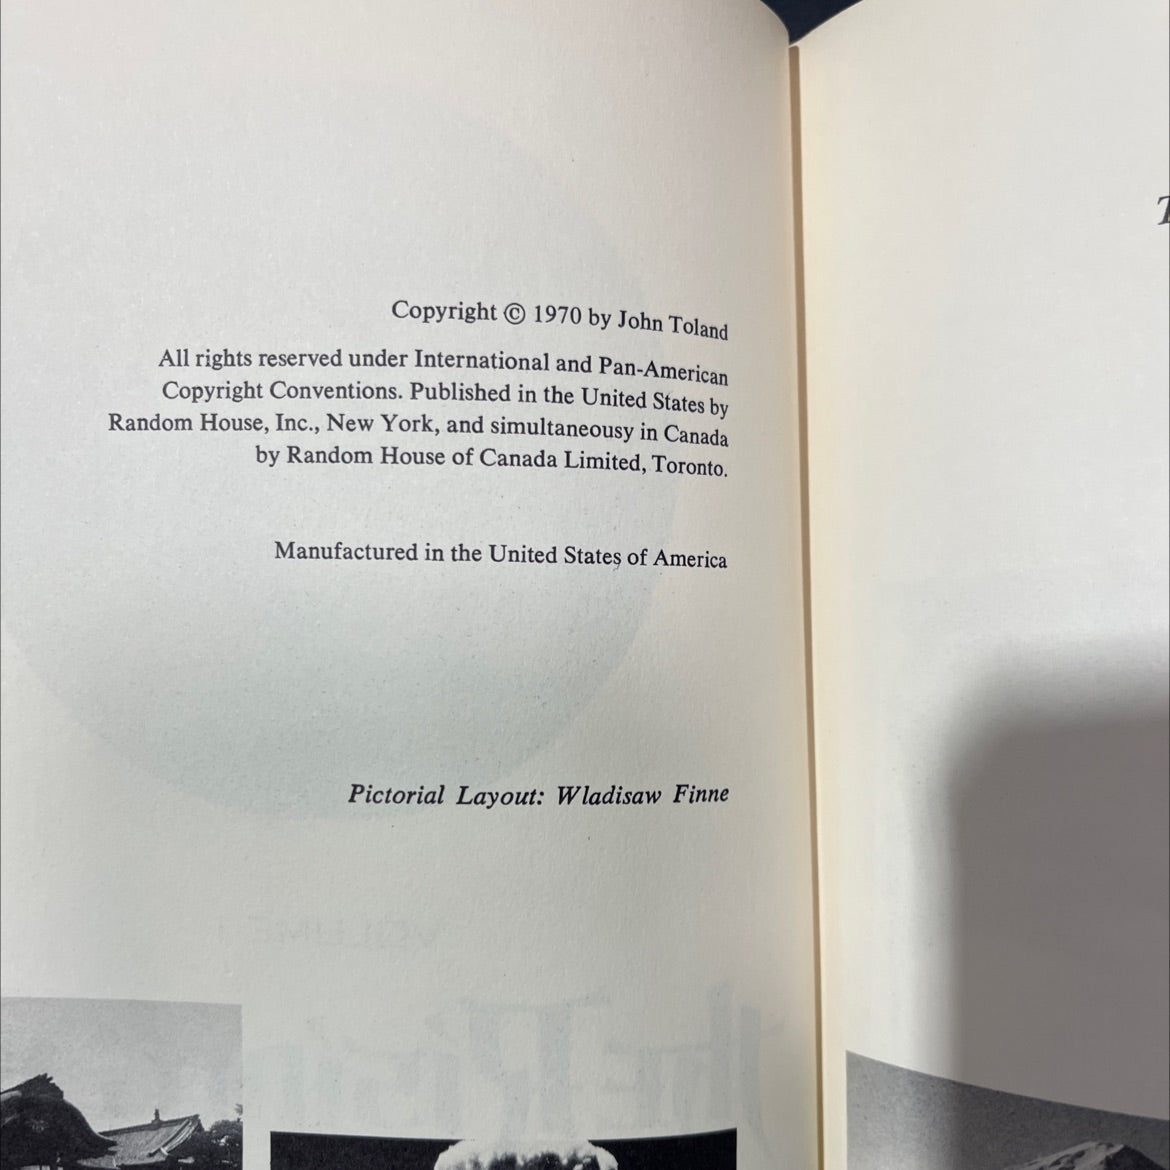 Copyright © 1970 by John Toland
All rights reserved under International and Pan-American
Copyright Conventions. Published in the United States by
Random House, Inc., New York, and simultaneousy in Canada
by Random House of Canada Limited, Toronto.
Manufactured in the United States of America
Pictorial Layout: Wladisaw Finne